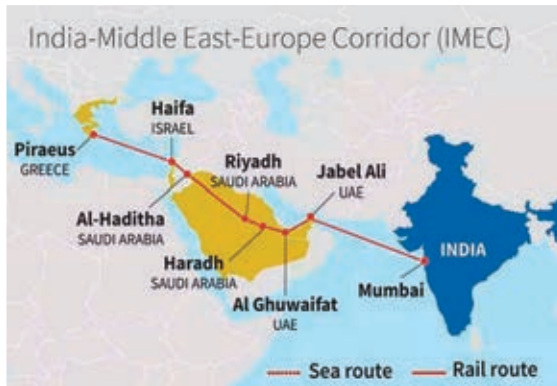 India-Middle East-Europe Corridor (IMEC)
Haifa
ISRAEL
Piraeus
GREECE
Riyadh
SAUDI ARABIA
Jabel Ali
UAE
Al-Haditha
SAUDI ARABIA
Haradh
SAUDI ARABIA
Al Ghuwaifat
UAE
INDIA
Mumbai
Sea route
Rail route